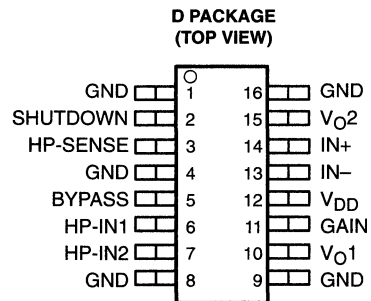 D PACKAGE
(TOP VIEW)
GND 1 16 GND
SHUTDOWN 2 15 VO2
HP-SENSE 3 14 IN+
GND 4 13 IN–
BYPASS 5 12 VDD
HP-IN1 6 11 GAIN
HP-IN2 7 10 VO1
GND 8 9 GND